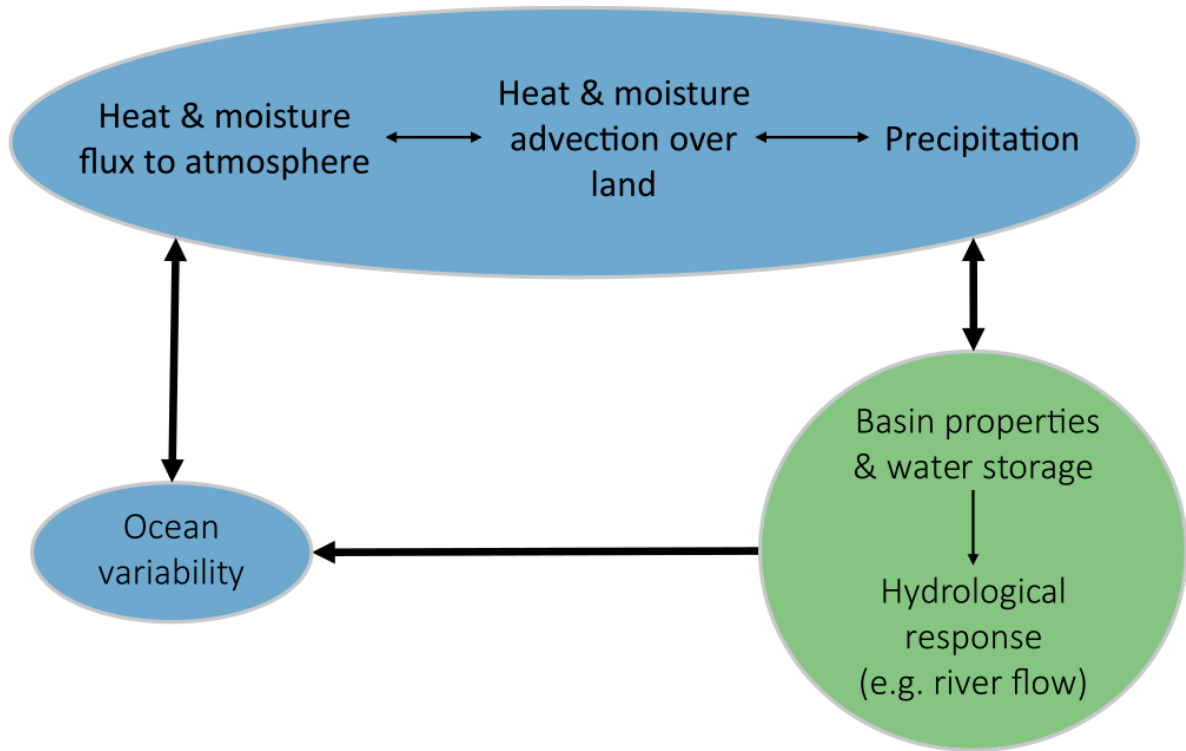 Heat & moisture
flux to atmosphere
Heat & moisture
advection over
land
Precipitation
Basin properties
& water storage
Ocean
variability
Hydrological
response
(e.g. river flow)